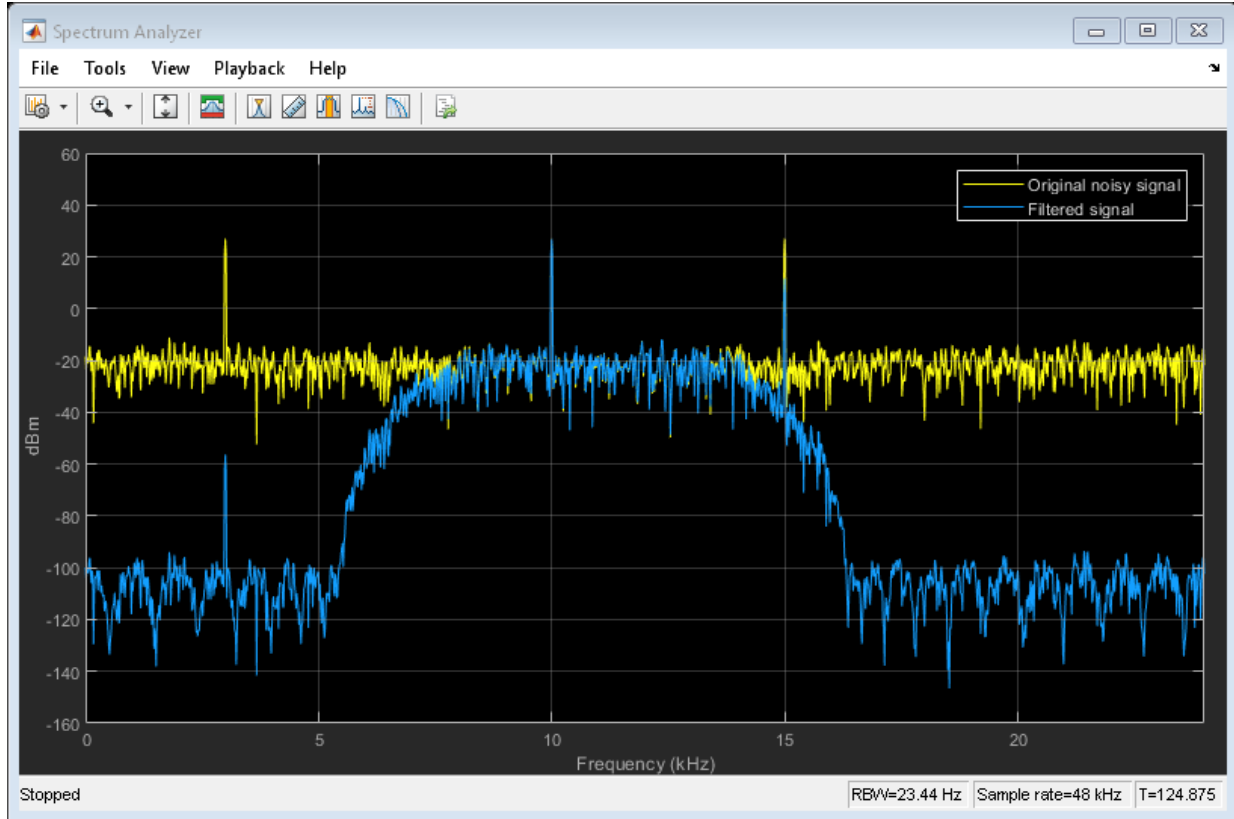 Spectrum Analyzer
File Tools View Playback Help
60
40
20
0
-20
-40
-60
-80
-100
-120
-140
-160
dBm
Original noisy signal
Filtered signal
0 5 10 15 20
Frequency (kHz)
Stopped RBW=23.44 Hz Sample rate=48 kHz T=124.875